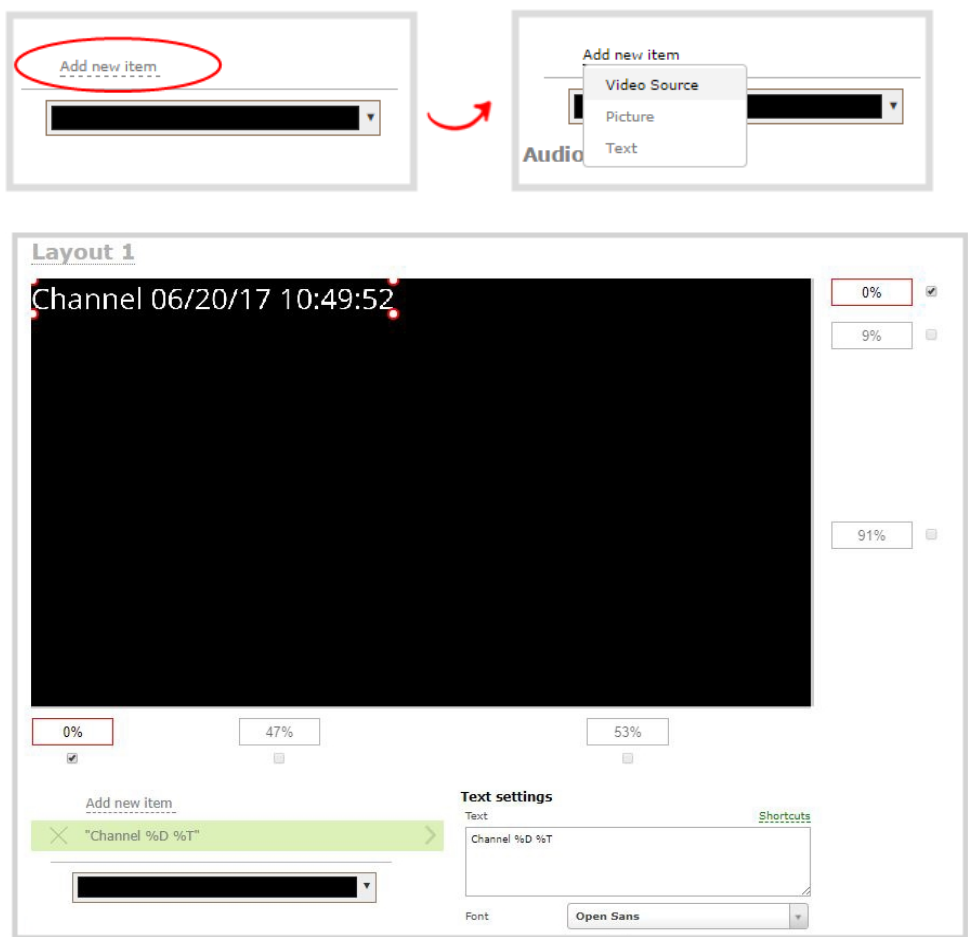 Add new item
Add new item
Video Source
Picture
Text
Audio
Layout 1
Channel 06/20/17 10:49:52
0%
9%
91%
0%
47%
53%
Add new item
"Channel %D %T"
Text settings
Text
Shortcuts
Channel %D %T
Font
Open Sans